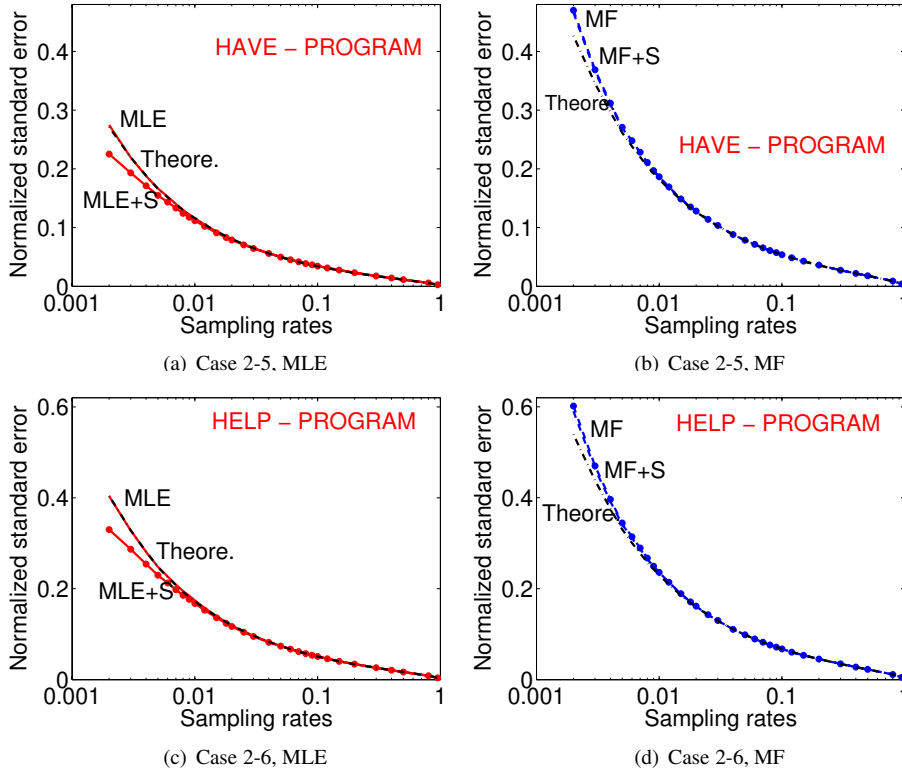 HAVE − PROGRAM
MLE
Theore.
MLE+S
Normalized standard error
0.4
0.3
0.2
0.1
0
0.001
0.01
0.1
1
Sampling rates
(a) Case 2-5, MLE
MF
MF+S
Theore.
HAVE − PROGRAM
Normalized standard error
0.4
0.3
0.2
0.1
0
0.001
0.01
0.1
1
Sampling rates
(b) Case 2-5, MF
HELP − PROGRAM
MLE
Theore.
MLE+S
Normalized standard error
0.6
0.4
0.2
0
0.001
0.01
0.1
1
Sampling rates
(c) Case 2-6, MLE
HELP − PROGRAM
MF
MF+S
Theore.
Normalized standard error
0.6
0.4
0.2
0
0.001
0.01
0.1
1
Sampling rates
(d) Case 2-6, MF